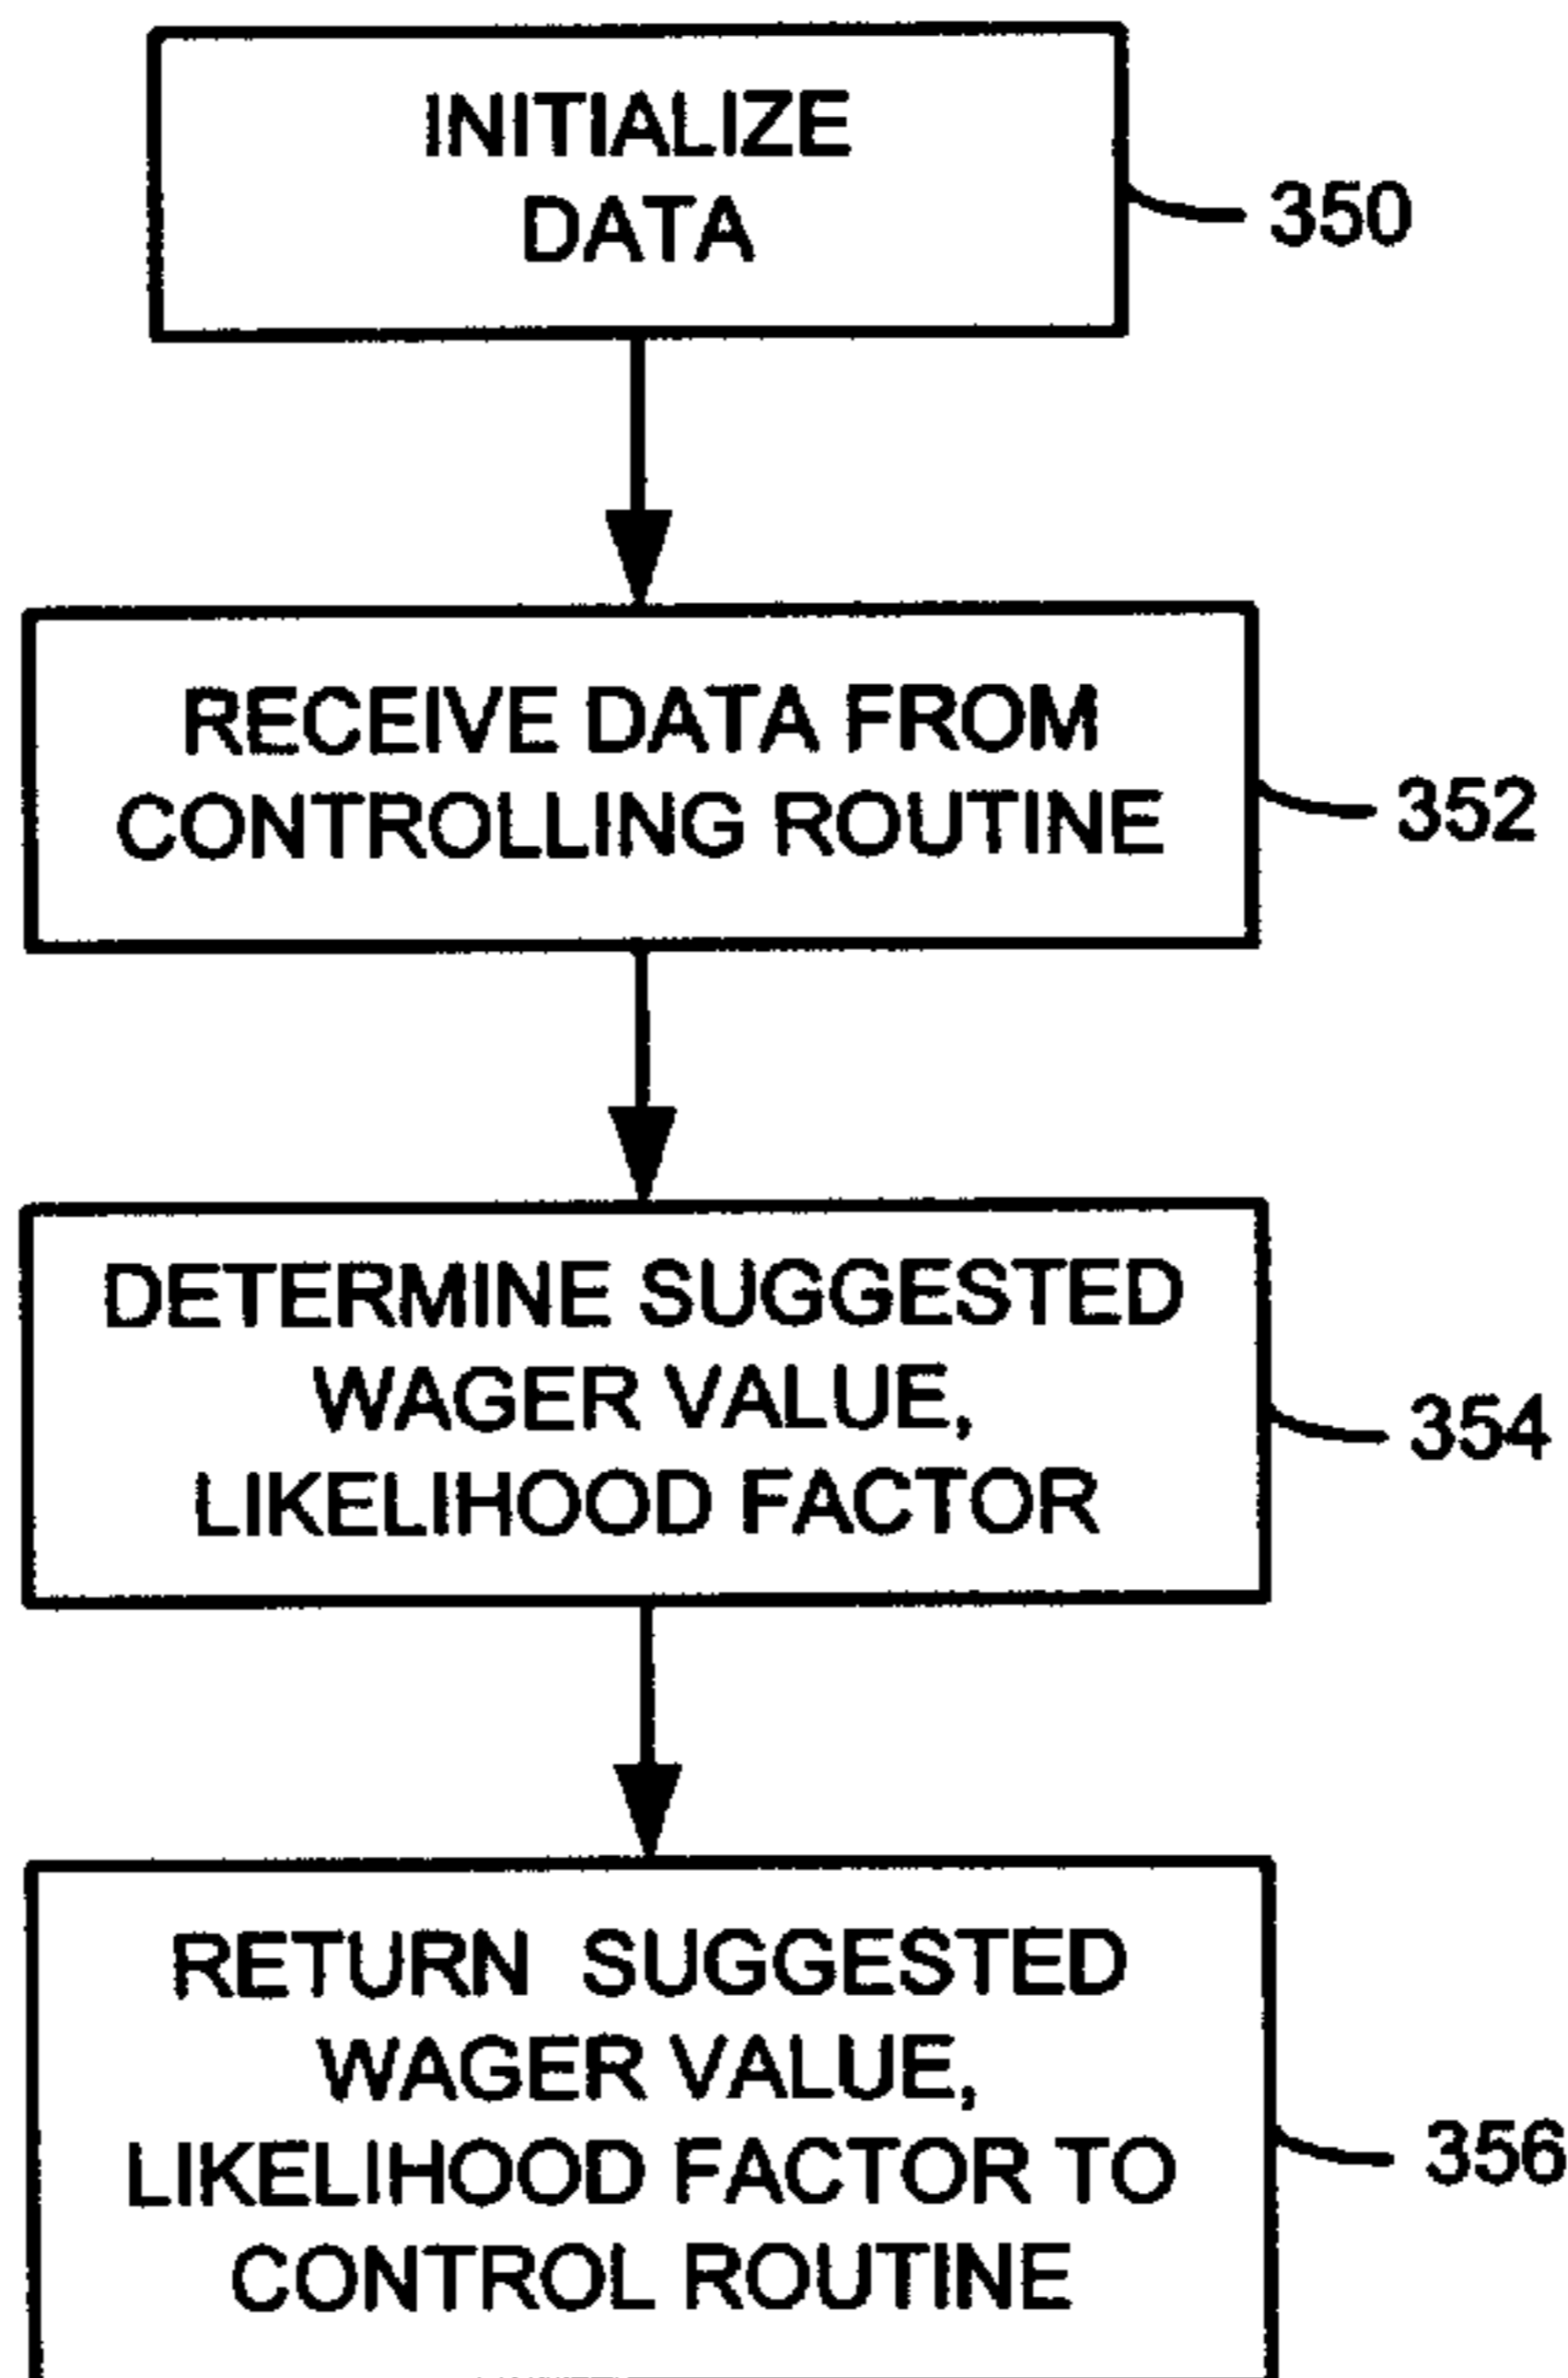 INITIALIZE
DATA
350
RECEIVE DATA FROM
CONTROLLING ROUTINE
352
DETERMINE SUGGESTED
WAGER VALUE,
LIKELIHOOD FACTOR
354
RETURN SUGGESTED
WAGER VALUE,
LIKELIHOOD FACTOR TO
CONTROL ROUTINE
356